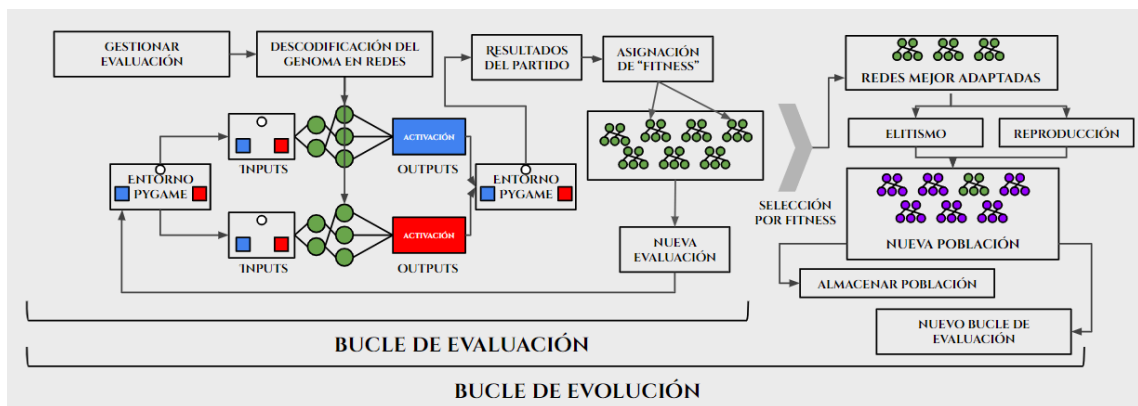 GESTIONAR
EVALUACIÓN
DESCODIFICACIÓN DEL
GENOMA EN REDES
RESULTADOS
DEL PARTIDO
ASIGNACIÓN
DE "FITNESS"
REDES MEJOR ADAPTADAS
ELITISMO
REPRODUCCIÓN
INPUTS
ACTIVACIÓN
OUTPUTS
ENTORNO
PYGAME
ENTORNO
PYGAME
INPUTS
ACTIVACIÓN
OUTPUTS
SELECCIÓN
POR FITNESS
NUEVA
EVALUACIÓN
NUEVA POBLACIÓN
ALMACENAR POBLACIÓN
NUEVO BUCLE DE
EVALUACIÓN
BUCLE DE EVALUACIÓN
BUCLE DE EVOLUCIÓN